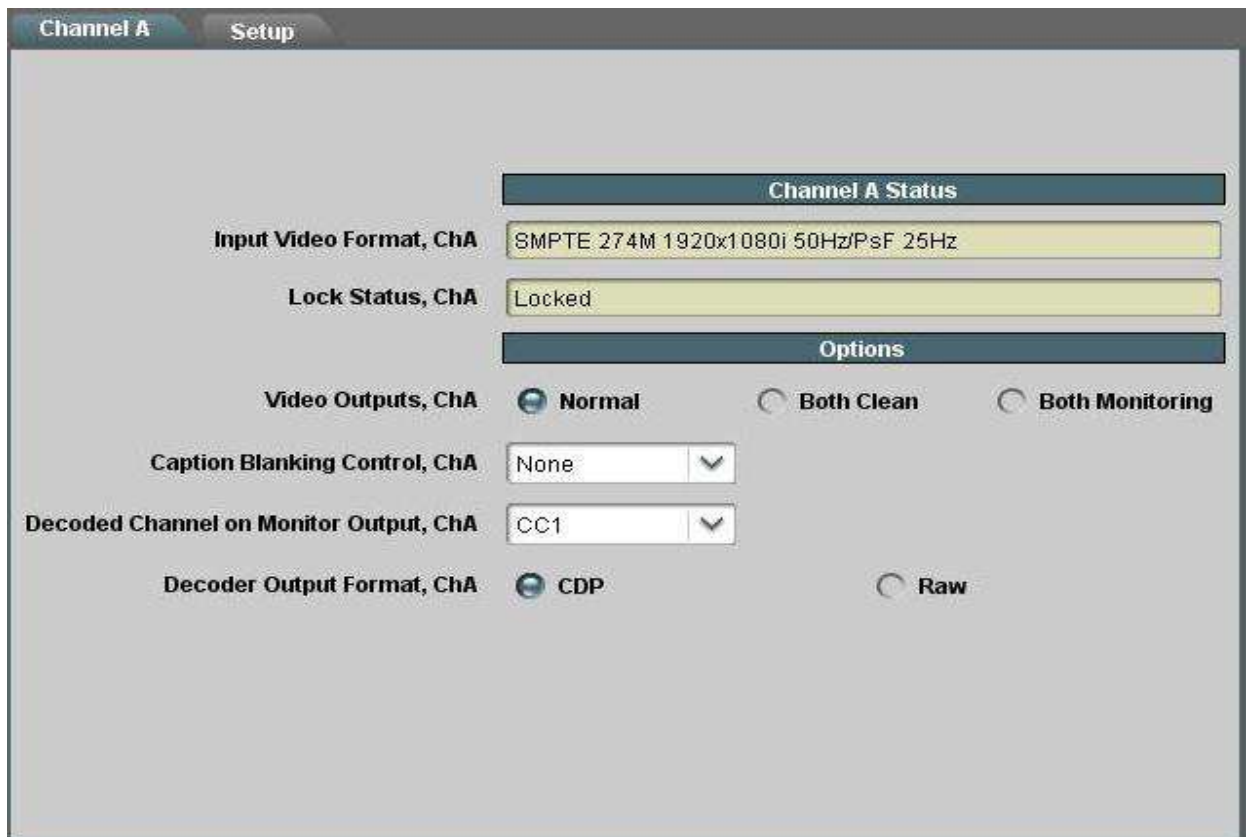 Channel A Setup
Channel A Status
Input Video Format, ChA SMPTE 274M 1920x1080i 50Hz/PsF 25Hz
Lock Status, ChA Locked
Options
Video Outputs, ChA Normal Both Clean Both Monitoring
Caption Blanking Control, ChA None
Decoded Channel on Monitor Output, ChA CC1
Decoder Output Format, ChA CDP Raw